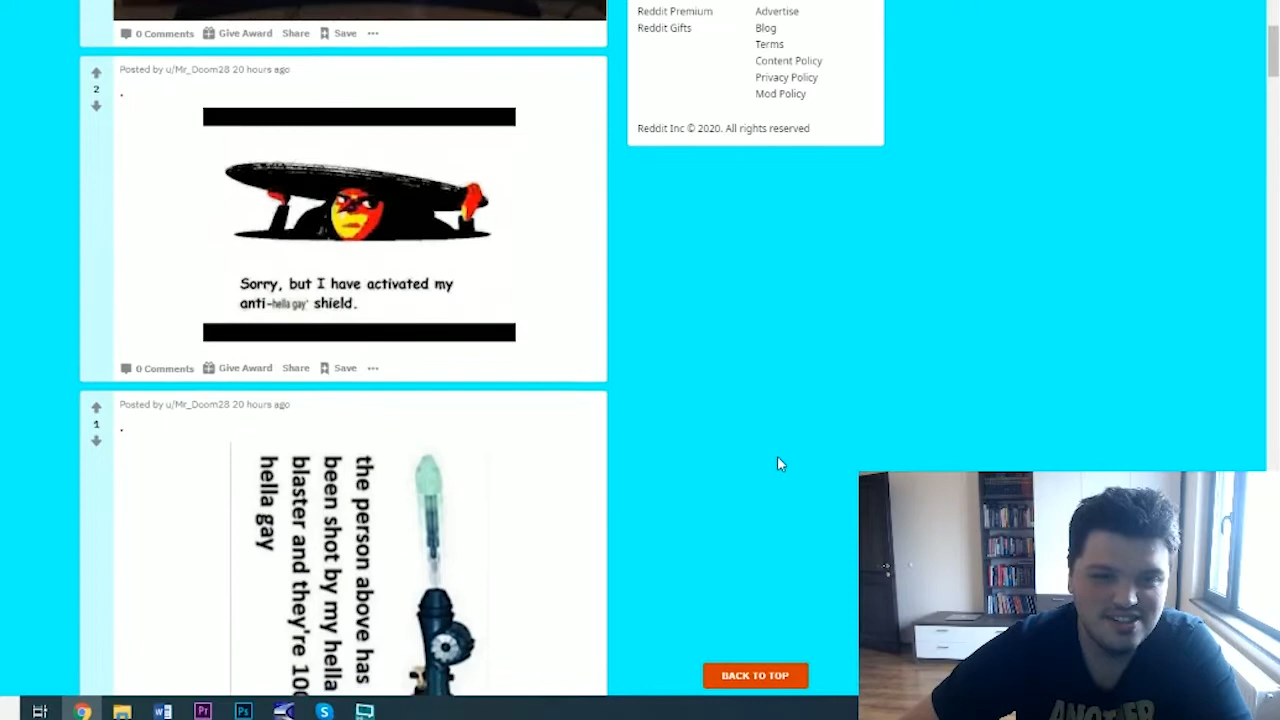 0 Comments Give Award Share Save
Reddit Premium
Reddit Gifts
Advertise
Blog
Terms
Content Policy
Privacy Policy
Mod Policy
Reddit Inc © 2020. All rights reserved
2
Posted by u/Mr_Doom28 20 hours ago
.
Sorry, but I have activated my
anti-hella gay' shield.
0 Comments Give Award Share Save
1
Posted by u/Mr_Doom28 20 hours ago
.
the person above has
been shot by my hella
blaster and they're
hella gay
BACK TO TOP
W
Pr
Ps
S